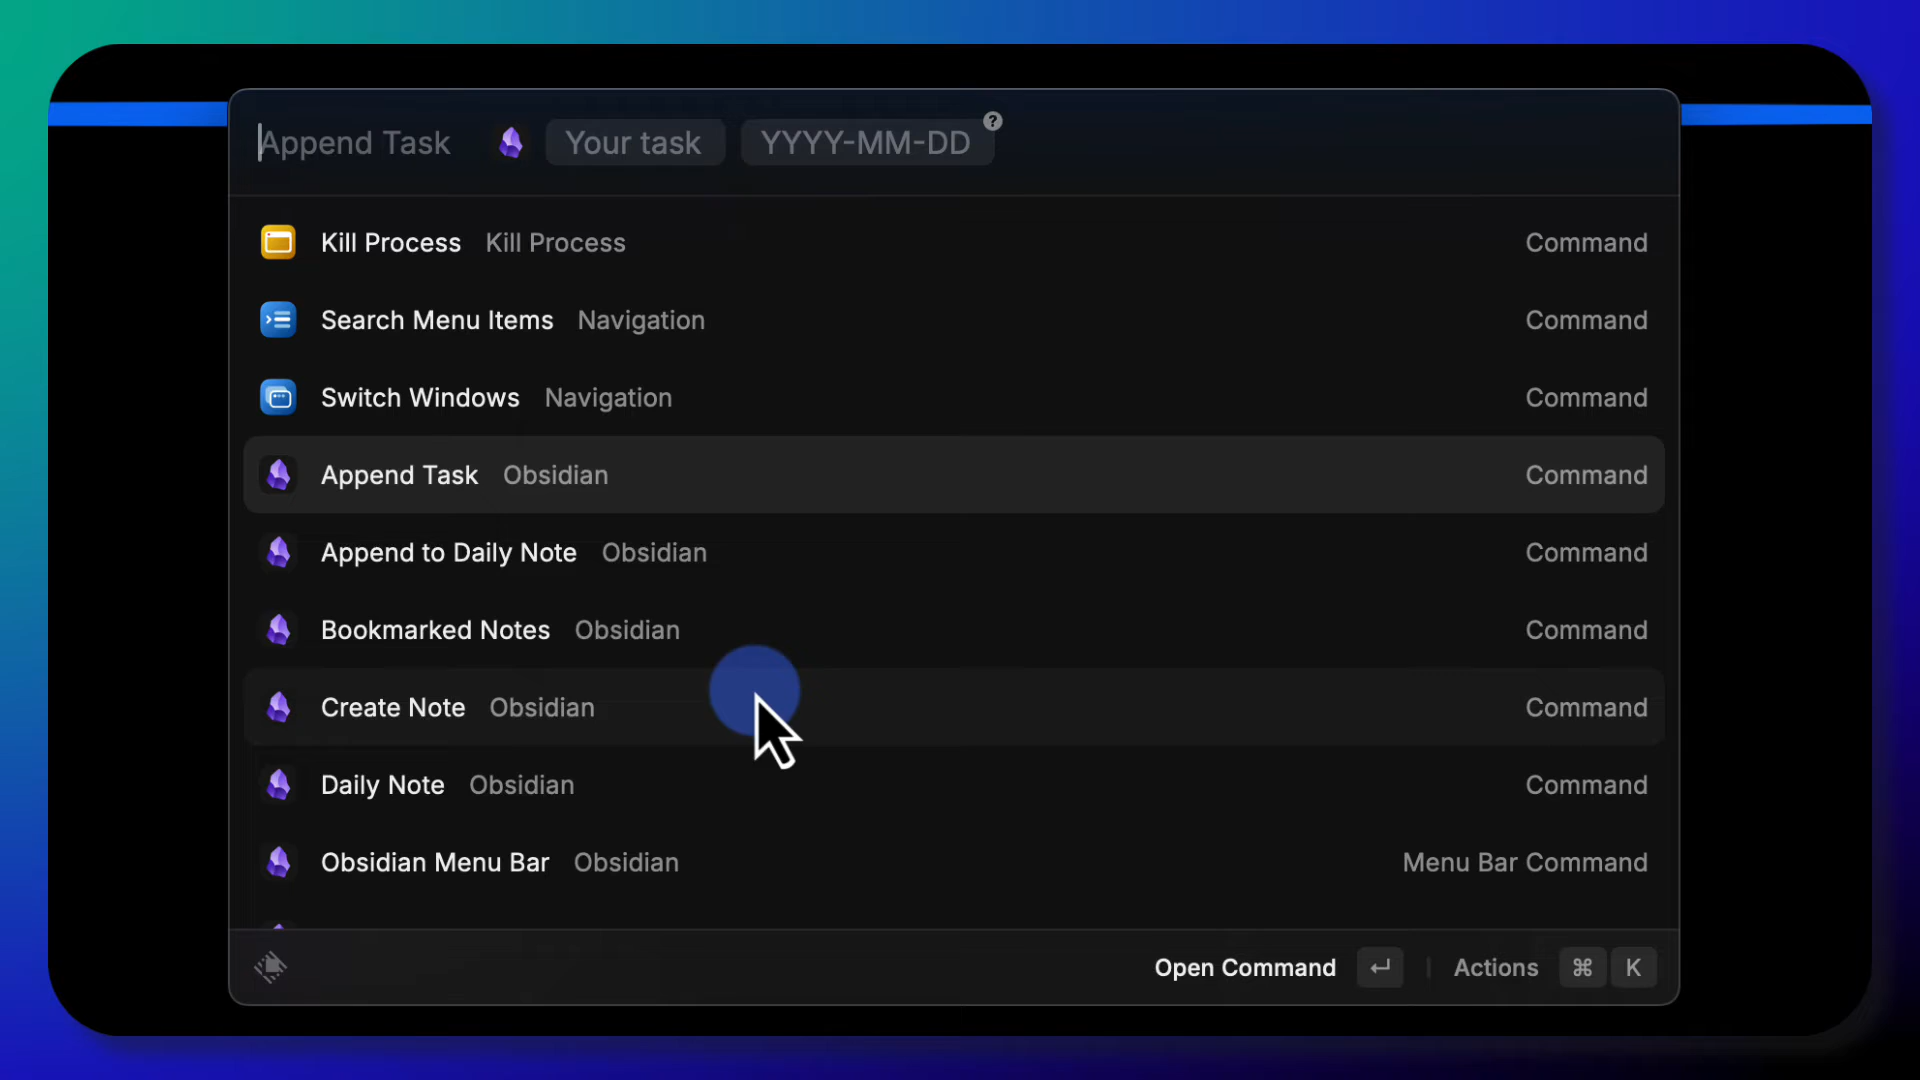 Append Task Your task YYYY-MM-DD ?
Kill Process Kill Process Command
Search Menu Items Navigation Command
Switch Windows Navigation Command
Append Task Obsidian Command
Append to Daily Note Obsidian Command
Bookmarked Notes Obsidian Command
Create Note Obsidian Command
Daily Note Obsidian Command
Obsidian Menu Bar Obsidian Menu Bar Command
Open Command ↵ Actions ⌘ K